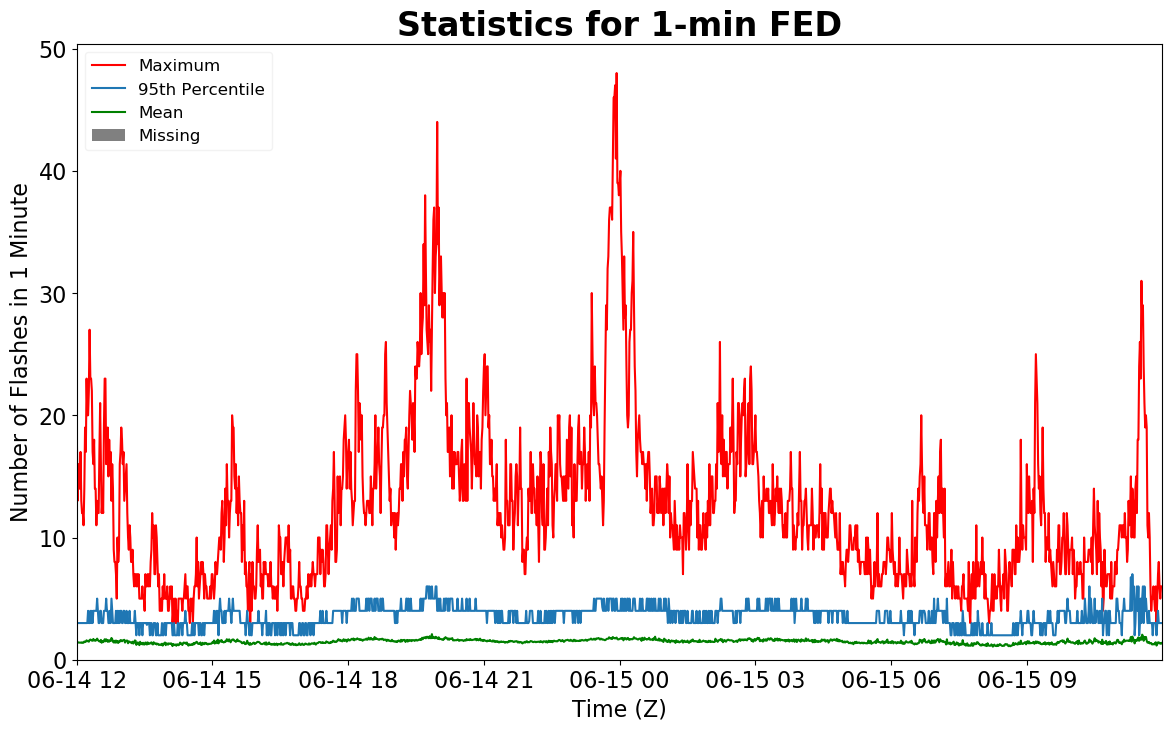 Statistics for 1-min FED
Number of Flashes in 1 Minute
50
40
30
20
10
0
Maximum
95th Percentile
Mean
Missing
06-14 12
06-14 15
06-14 18
06-14 21
06-15 00
06-15 03
06-15 06
06-15 09
Time (Z)